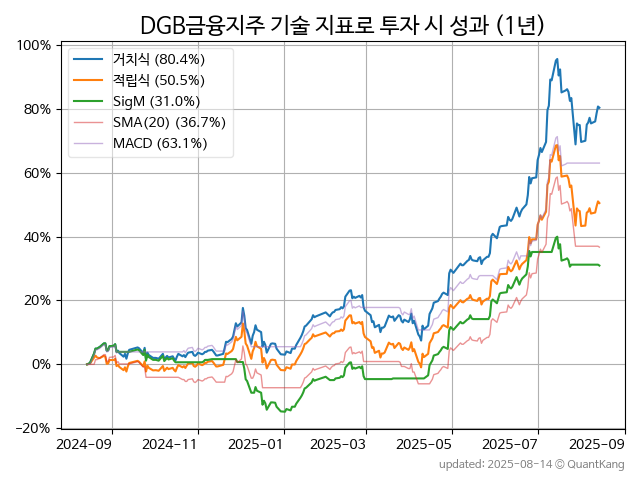 DGB금융지주 기술 지표로 투자 시 성과 (1년)
100%
80%
60%
40%
20%
0%
−20%
거치식 (80.4%)
적립식 (50.5%)
SigM (31.0%)
SMA(20) (36.7%)
MACD (63.1%)
2024-09 2024-11 2025-01 2025-03 2025-05 2025-07 2025-09
updated: 2025-08-14 © QuantKang